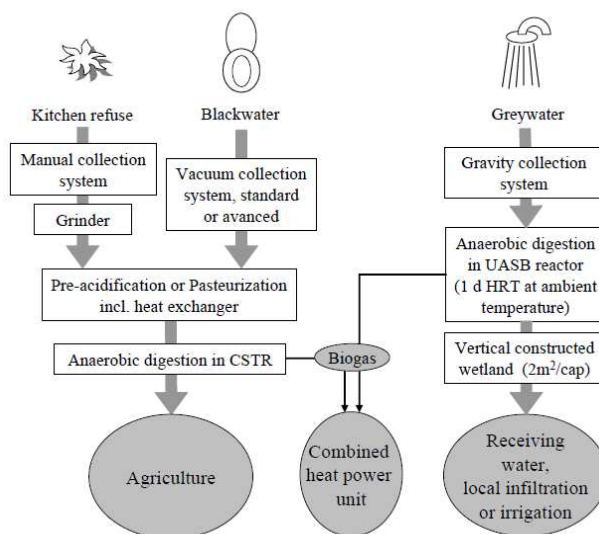 Kitchen refuse
Blackwater
Greywater
Manual collection
system
Grinder
Vacuum collection
system, standard
or avanced
Gravity collection
system
Pre-acidification or Pasteurization
incl. heat exchanger
Anaerobic digestion
in UASB reactor
(1 d HRT at ambient
temperature)
Anaerobic digestion in CSTR
Biogas
Vertical constructed
wetland (2m²/cap)
Agriculture
Combined
heat power
unit
Receiving
water,
local infiltration
or irrigation